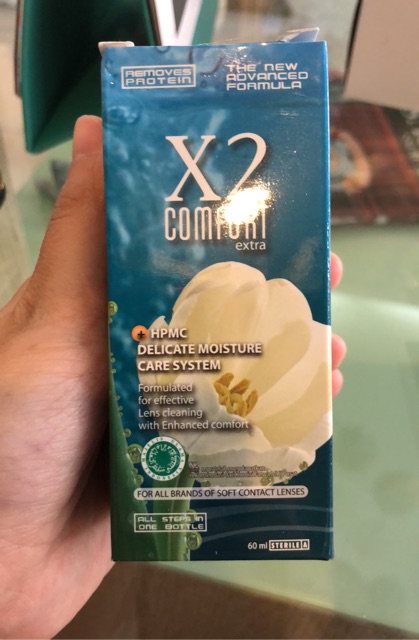 REMOVES
PROTEIN
THE NEW
ADVANCED
FORMULA
X2
COMFORT
extra
+ HPMC
DELICATE MOISTURE
CARE SYSTEM
Formulated
for effective
Lens cleaning
with Enhanced comfort
FOR ALL BRANDS OF SOFT CONTACT LENSES
ALL STEPS IN
ONE BOTTLE
60 ml STERILE A